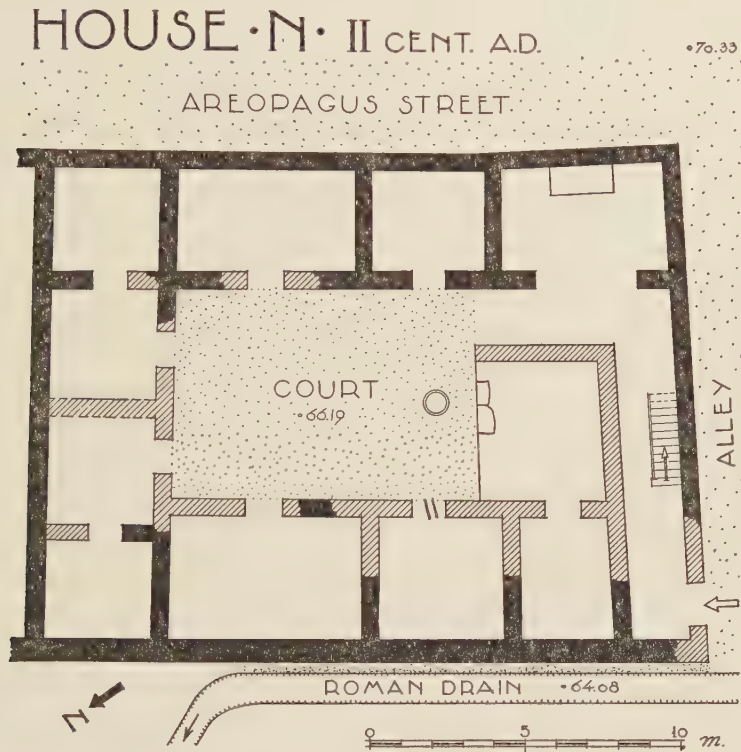 HOUSE · N · II CENT. A.D.
70.33
AREOPAGUS STREET
COURT
66.19
ALLEY
ROMAN DRAIN
64.08
N
0 5 10 m.